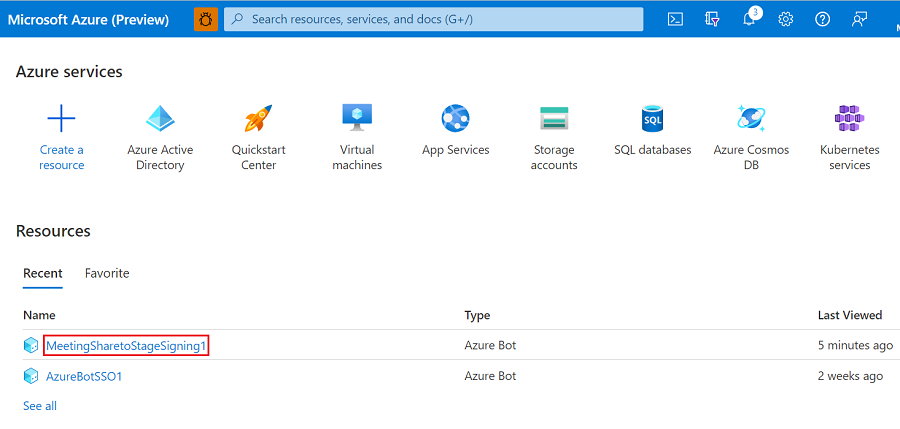 Microsoft Azure (Preview)
Search resources, services, and docs (G+/)
3
Azure services
Create a resource
Azure Active Directory
Quickstart Center
Virtual machines
App Services
Storage accounts
SQL
SQL databases
Azure Cosmos DB
Kubernetes services
Resources
Recent
Favorite
Name
Type
Last Viewed
MeetingSharetoStageSigning1
Azure Bot
5 minutes ago
AzureBotSSO1
Azure Bot
2 weeks ago
See all